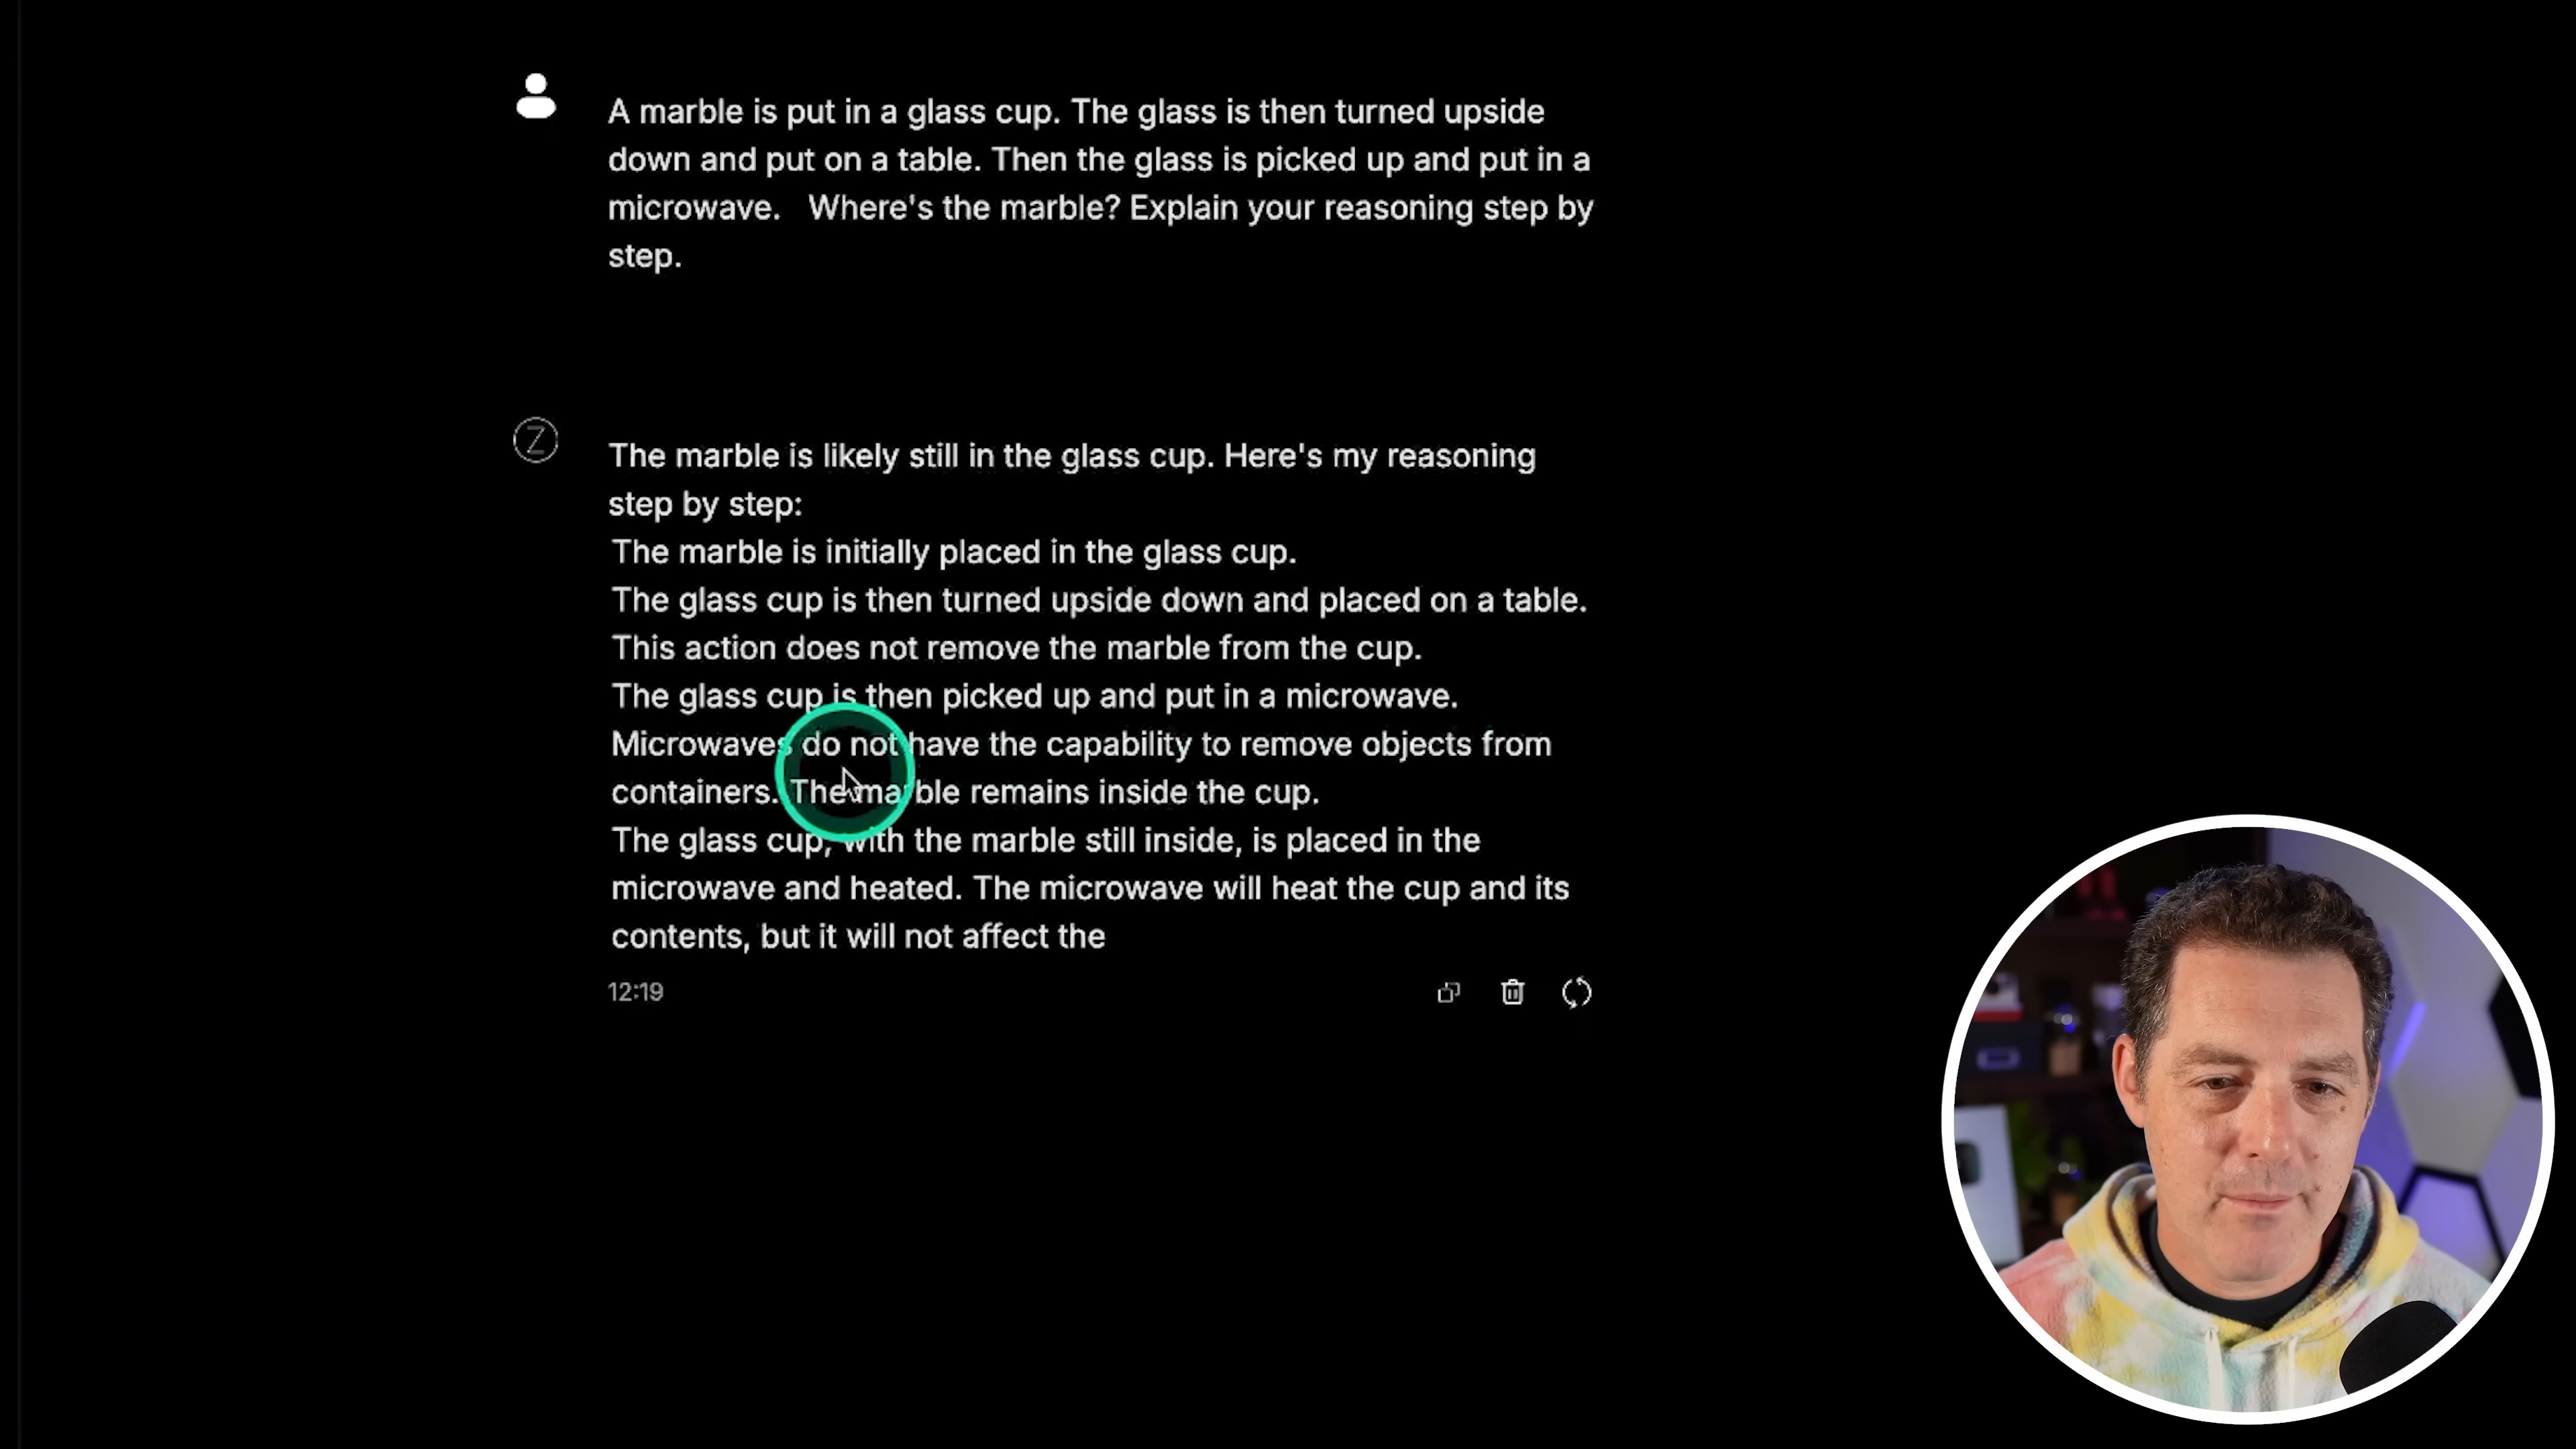 A marble is put in a glass cup. The glass is then turned upside
down and put on a table. Then the glass is picked up and put in a
microwave.   Where's the marble? Explain your reasoning step by
step.
Z
The marble is likely still in the glass cup. Here's my reasoning
step by step:
The marble is initially placed in the glass cup.
The glass cup is then turned upside down and placed on a table.
This action does not remove the marble from the cup.
The glass cup is then picked up and put in a microwave.
Microwaves do not have the capability to remove objects from
containers. The marble remains inside the cup.
The glass cup, with the marble still inside, is placed in the
microwave and heated. The microwave will heat the cup and its
contents, but it will not affect the
12:19